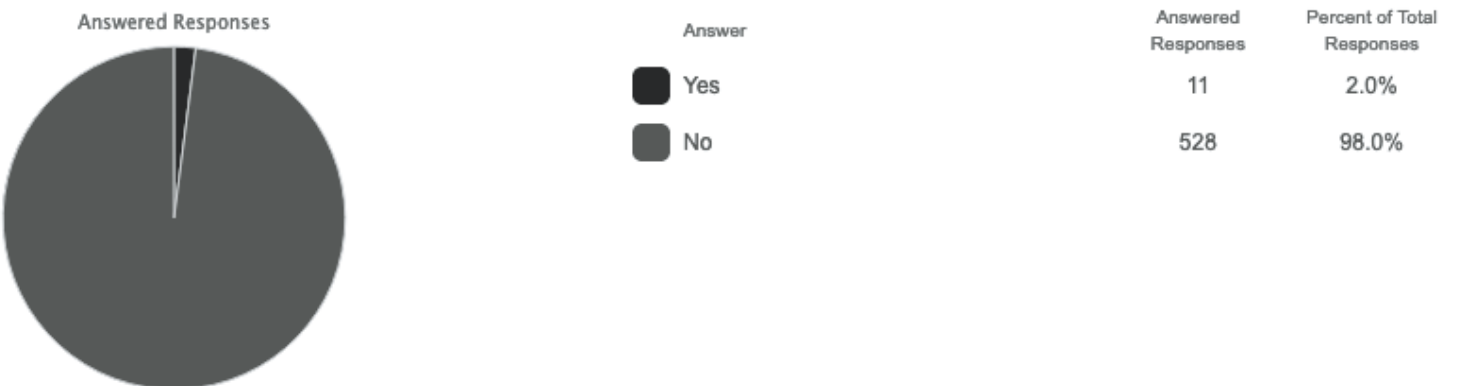 Answered Responses
Answer
Answered
Responses
Percent of Total
Responses
Yes 11 2.0%
No 528 98.0%